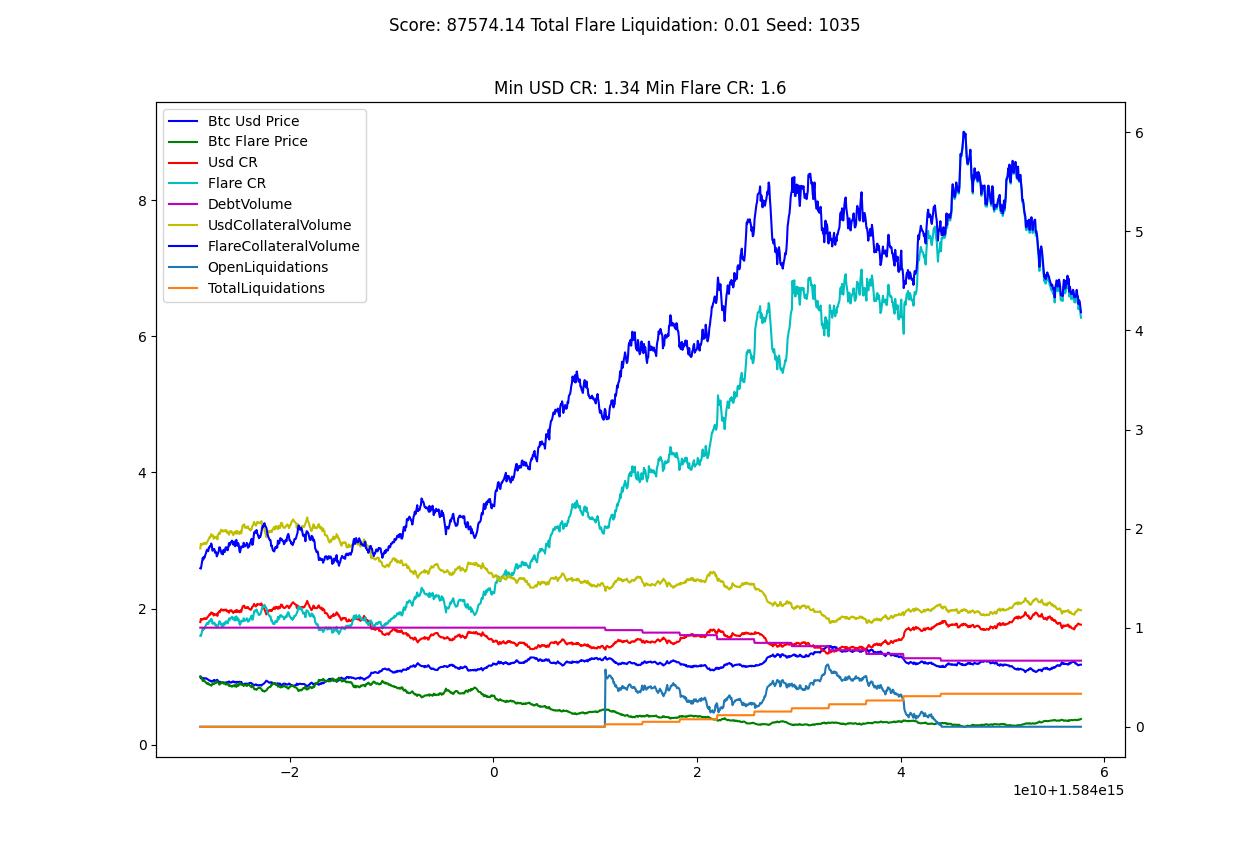 Score: 87574.14 Total Flare Liquidation: 0.01 Seed: 1035
Min USD CR: 1.34 Min Flare CR: 1.6
Btc Usd Price
Btc Flare Price
Usd CR
Flare CR
DebtVolume
UsdCollateralVolume
FlareCollateralVolume
OpenLiquidations
TotalLiquidations
8
6
4
2
0
6
5
4
3
2
1
0
−2 0 2 4 6
1e10+1.584e15